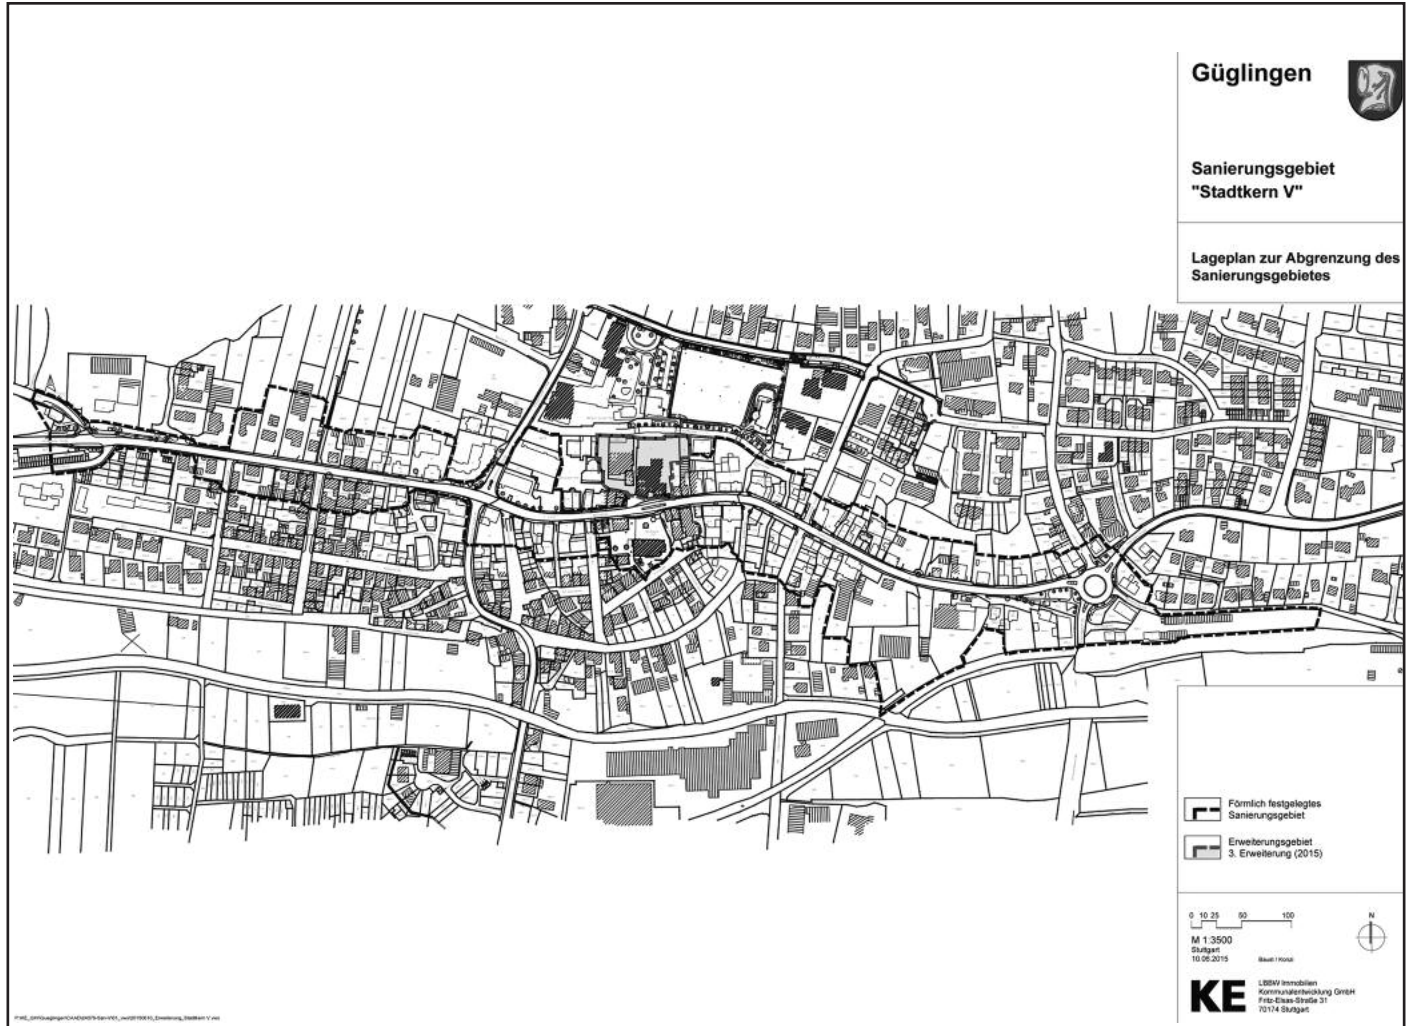 Güglingen
Sanierungsgebiet
"Stadtkern V"
Lageplan zur Abgrenzung des
Sanierungsgebietes
Förmlich festgelegtes
Sanierungsgebiet
Erweiterungsgebiet
3. Erweiterung (2015)
0 10 25 50 100
N
M 1:3500
Stuttgart
10.06.2015
KE
LBBW Immobilien
Kommunalentwicklung GmbH
Fritz-Elsas-Straße 31
70174 Stuttgart